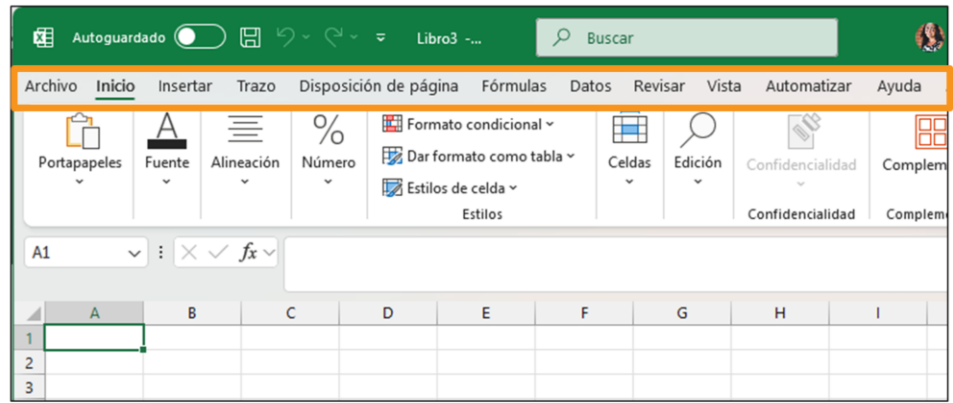 Autoguardado Libro3 -... Buscar
Archivo Inicio Insertar Trazo Disposición de página Fórmulas Datos Revisar Vista Automatizar Ayuda
Portapapeles Fuente Alineación Número
Formato condicional
Dar formato como tabla
Estilos de celda
Estilos
Celdas Edición Confidencialidad Complem
Confidencialidad Compleme
A1 fx
A B C D E F G H I
1
2
3